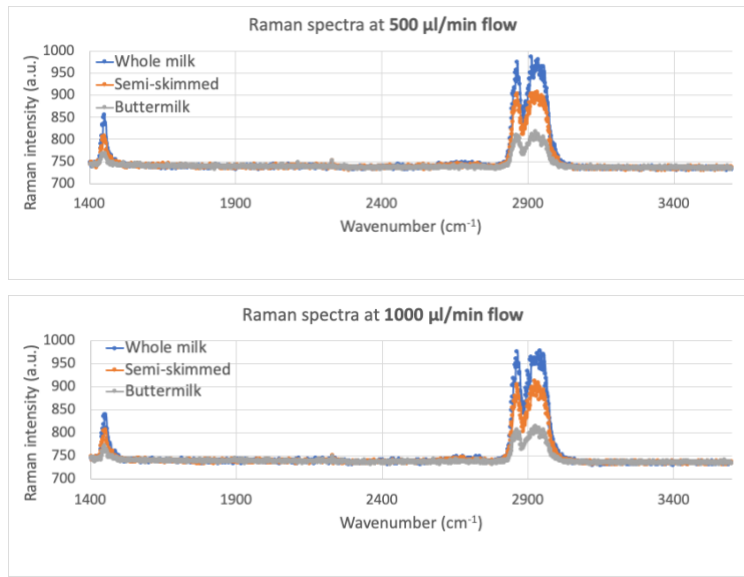 Raman spectra at 500 µl/min flow
Raman intensity (a.u.)
1000
950
900
850
800
750
700
Whole milk
Semi-skimmed
Buttermilk
1400 1900 2400 2900 3400
Wavenumber (cm⁻¹)
Raman spectra at 1000 µl/min flow
Raman intensity (a.u.)
1000
950
900
850
800
750
700
Whole milk
Semi-skimmed
Buttermilk
1400 1900 2400 2900 3400
Wavenumber (cm⁻¹)